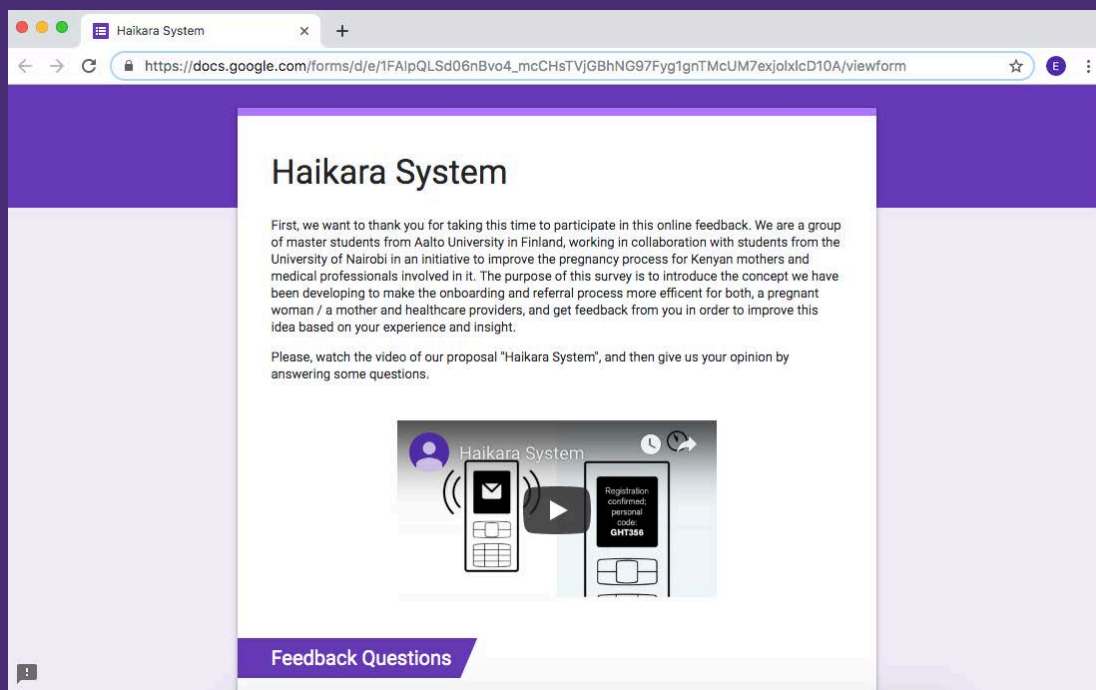 Haikara System
https://docs.google.com/forms/d/e/1FAIpQLSd06nBvo4_mcCHsTVjGBhNG97Fyg1gnTMcUM7exjolxlcD10A/viewform
E
Haikara System
First, we want to thank you for taking this time to participate in this online feedback. We are a group
of master students from Aalto University in Finland, working in collaboration with students from the
University of Nairobi in an initiative to improve the pregnancy process for Kenyan mothers and
medical professionals involved in it. The purpose of this survey is to introduce the concept we have
been developing to make the onboarding and referral process more efficent for both, a pregnant
woman / a mother and healthcare providers, and get feedback from you in order to improve this
idea based on your experience and insight.
Please, watch the video of our proposal "Haikara System", and then give us your opinion by
answering some questions.
Haikara System
Registration
confirmed;
personal
code:
GHT356
Feedback Questions